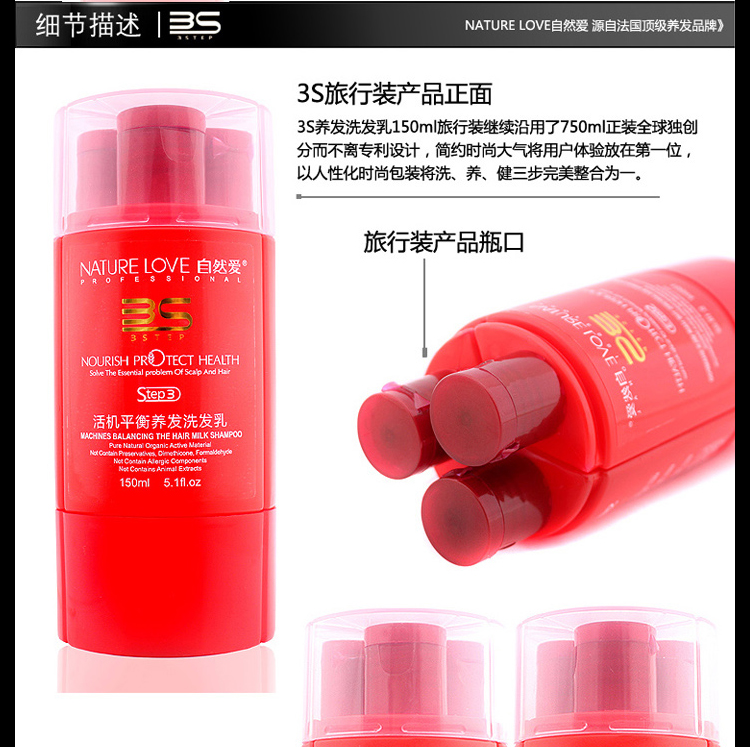 细节描述
3S
3STEP
NATURE LOVE自然爱 源自法国顶级养发品牌》
3S旅行装产品正面
3S养发洗发乳150ml旅行装继续沿用了750ml正装全球独创
分而不离专利设计，简约时尚大气将用户体验放在第一位，
以人性化时尚包装将洗、养、健三步完美整合为一。
旅行装产品瓶口
NATURE LOVE 自然爱®
PROFESSIONAL
3S
3STEP
NOURISH PROTECT HEALTH
Solve The Essential problem Of Scalp And Hair
Step3
活机平衡养发洗发乳
MACHINES BALANCING THE HAIR MILK SHAMPOO
Pure Natural Organic Active Material
Not Contain Preservatives, Dimethicone, Formaldehyde
Not Contain Allergic Components
Not Contains Animal Extracts
150ml 5.1fl.oz
NATURE LOVE 自然爱®
3S